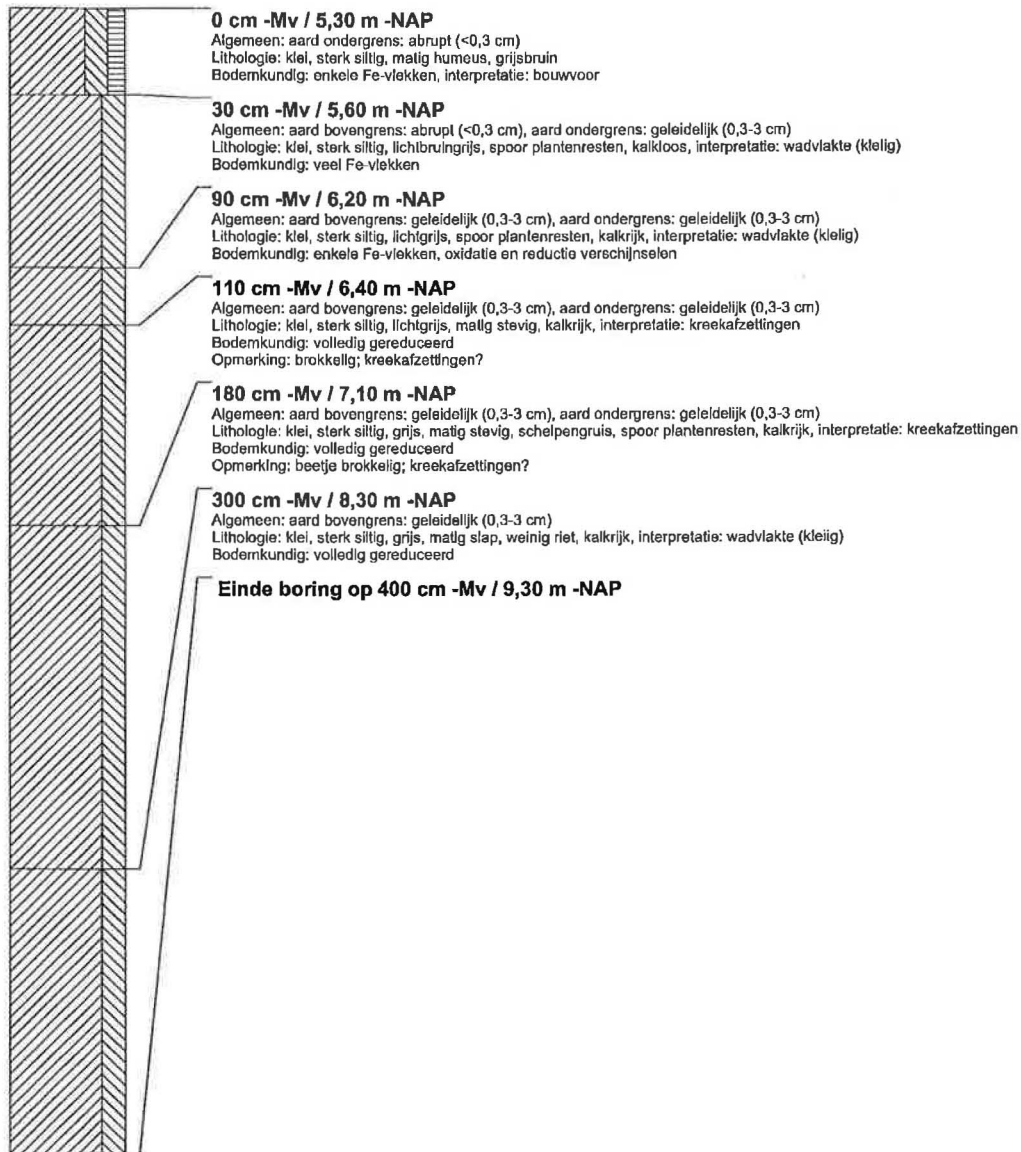 0 cm -Mv / 5,30 m -NAP
Algemeen: aard ondergrens: abrupt (<0,3 cm)
Lithologie: klei, sterk siltig, matig humeus, grijsbruin
Bodemkundig: enkele Fe-vlekken, interpretatie: bouwvoor
30 cm -Mv / 5,60 m -NAP
Algemeen: aard bovengrens: abrupt (<0,3 cm), aard ondergrens: geleidelijk (0,3-3 cm)
Lithologie: klei, sterk siltig, lichtbruingrijs, spoor plantenresten, kalkloos, interpretatie: wadvlakte (kleiig)
Bodemkundig: veel Fe-vlekken
90 cm -Mv / 6,20 m -NAP
Algemeen: aard bovengrens: geleidelijk (0,3-3 cm), aard ondergrens: geleidelijk (0,3-3 cm)
Lithologie: klei, sterk siltig, lichtgrijs, spoor plantenresten, kalkrijk, interpretatie: wadvlakte (kleiig)
Bodemkundig: enkele Fe-vlekken, oxidatie en reductie verschijnselen
110 cm -Mv / 6,40 m -NAP
Algemeen: aard bovengrens: geleidelijk (0,3-3 cm), aard ondergrens: geleidelijk (0,3-3 cm)
Lithologie: klei, sterk siltig, lichtgrijs, matig stevig, kalkrijk, interpretatie: kreekafzettingen
Bodemkundig: volledig gereduceerd
Opmerking: brokkelig; kreekafzettingen?
180 cm -Mv / 7,10 m -NAP
Algemeen: aard bovengrens: geleidelijk (0,3-3 cm), aard ondergrens: geleidelijk (0,3-3 cm)
Lithologie: klei, sterk siltig, grijs, matig stevig, schelpengruis, spoor plantenresten, kalkrijk, interpretatie: kreekafzettingen
Bodemkundig: volledig gereduceerd
Opmerking: beetje brokkelig; kreekafzettingen?
300 cm -Mv / 8,30 m -NAP
Algemeen: aard bovengrens: geleidelijk (0,3-3 cm)
Lithologie: klei, sterk siltig, grijs, matig slap, weinig riet, kalkrijk, interpretatie: wadvlakte (kleiig)
Bodemkundig: volledig gereduceerd
Einde boring op 400 cm -Mv / 9,30 m -NAP